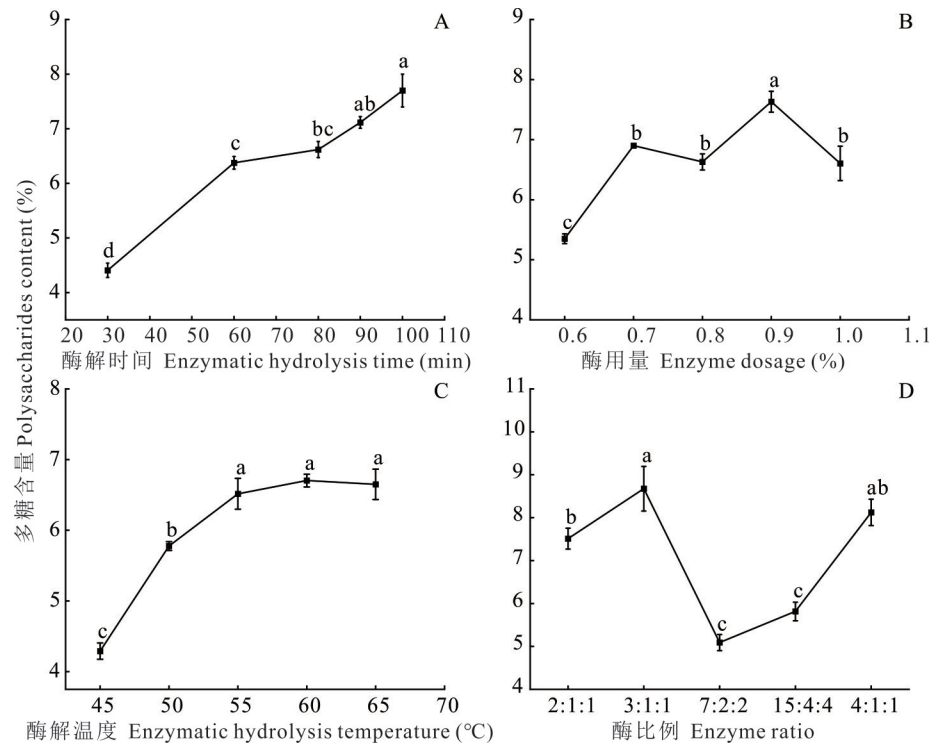 多糖含量 Polysaccharides content (%)
A
9
8
7
6
5
4
a
ab
bc
c
d
20 30 40 50 60 70 80 90 100 110
酶解时间 Enzymatic hydrolysis time (min)
B
9
8
7
6
5
4
a
b b b
c
0.6 0.7 0.8 0.9 1.0 1.1
酶用量 Enzyme dosage (%)
C
8
7
6
5
4
a a a
b
c
45 50 55 60 65 70
酶解温度 Enzymatic hydrolysis temperature (℃)
D
11
10
9
8
7
6
5
4
a
ab
b
c
c
2:1:1 3:1:1 7:2:2 15:4:4 4:1:1
酶比例 Enzyme ratio